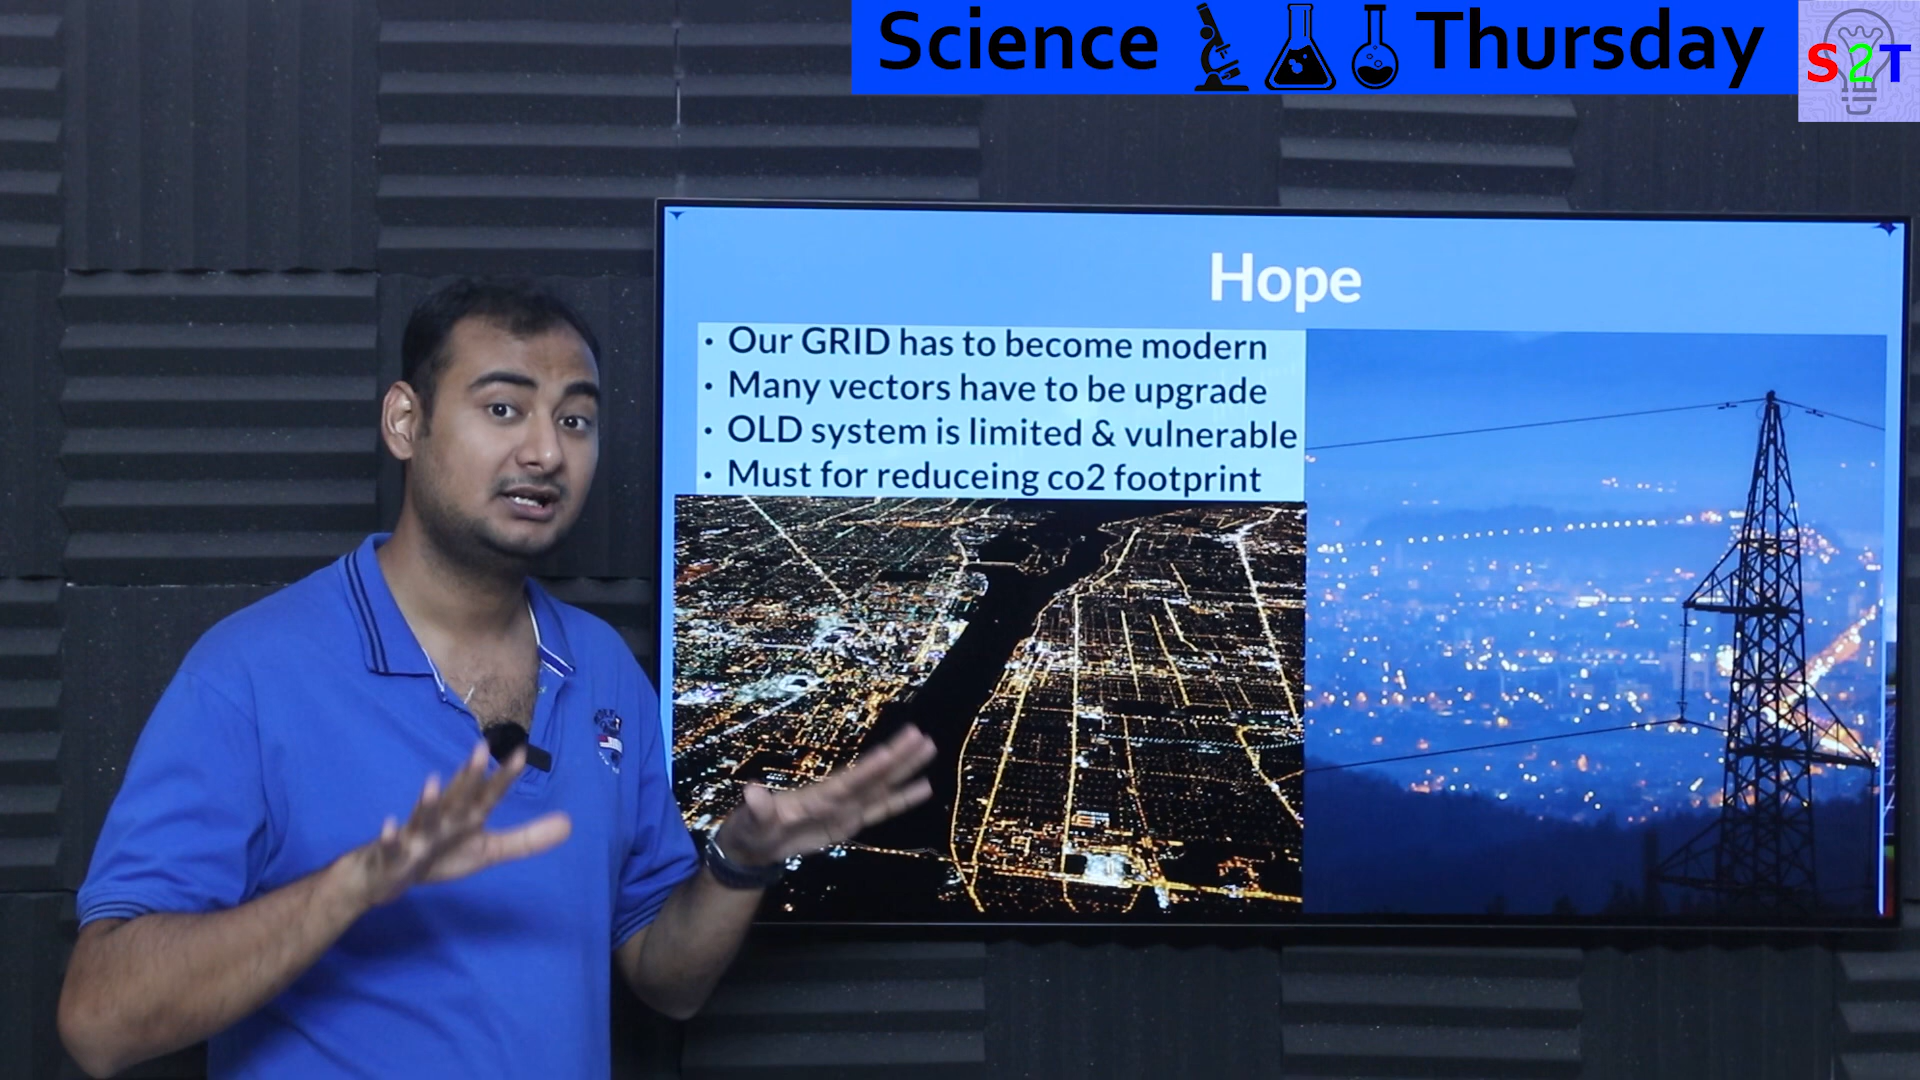 Science Thursday
S2T
Hope
• Our GRID has to become modern
• Many vectors have to be upgrade
• OLD system is limited & vulnerable
• Must for reduceing co2 footprint